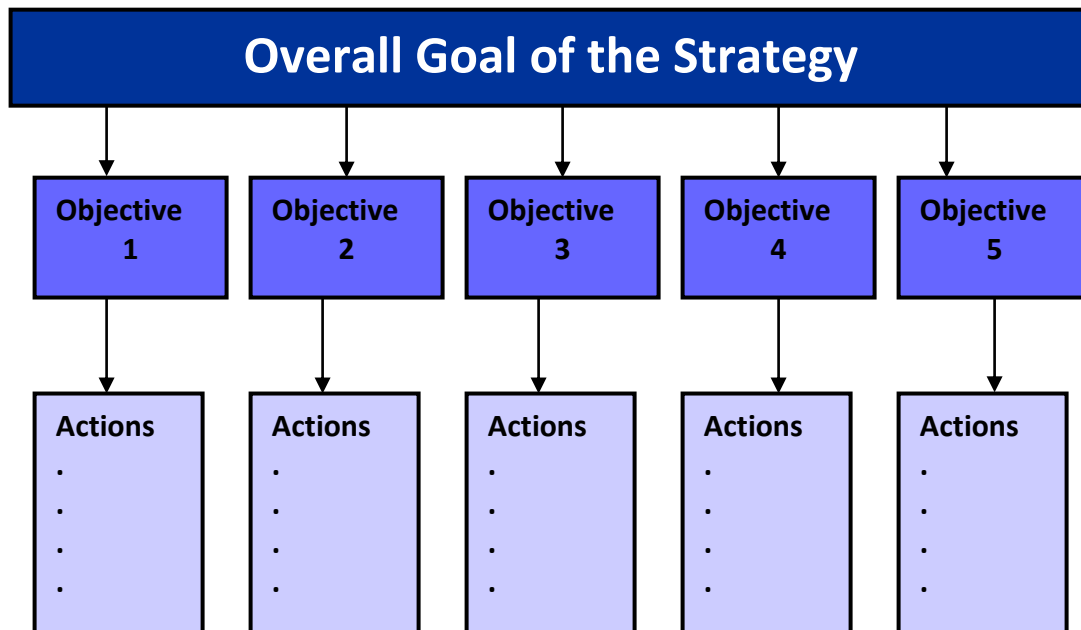 Overall Goal of the Strategy
Objective
1
Objective
2
Objective
3
Objective
4
Objective
5
Actions
.
.
.
.
Actions
.
.
.
.
Actions
.
.
.
.
Actions
.
.
.
.
Actions
.
.
.
.